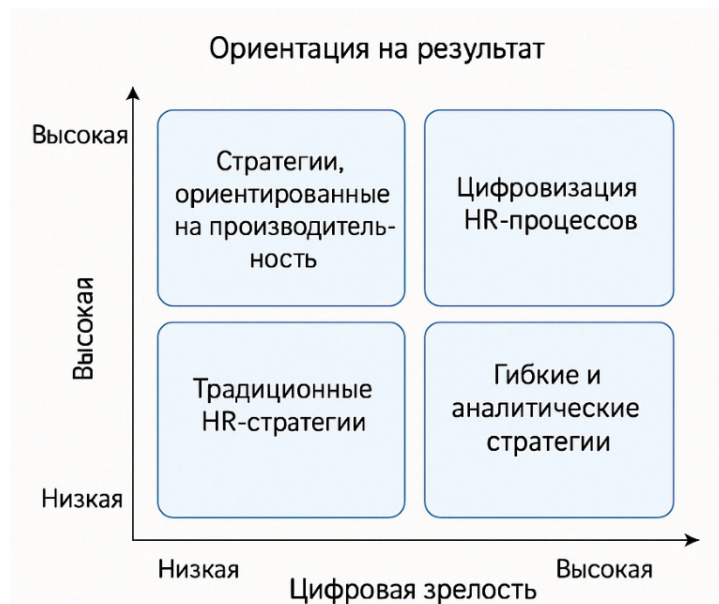 Ориентация на результат
Высокая
Стратегии,
ориентированные
на производитель-
ность
Цифровизация
HR-процессов
Высокая
Традиционные
HR-стратегии
Гибкие и
аналитические
стратегии
Низкая
Низкая
Высокая
Цифровая зрелость